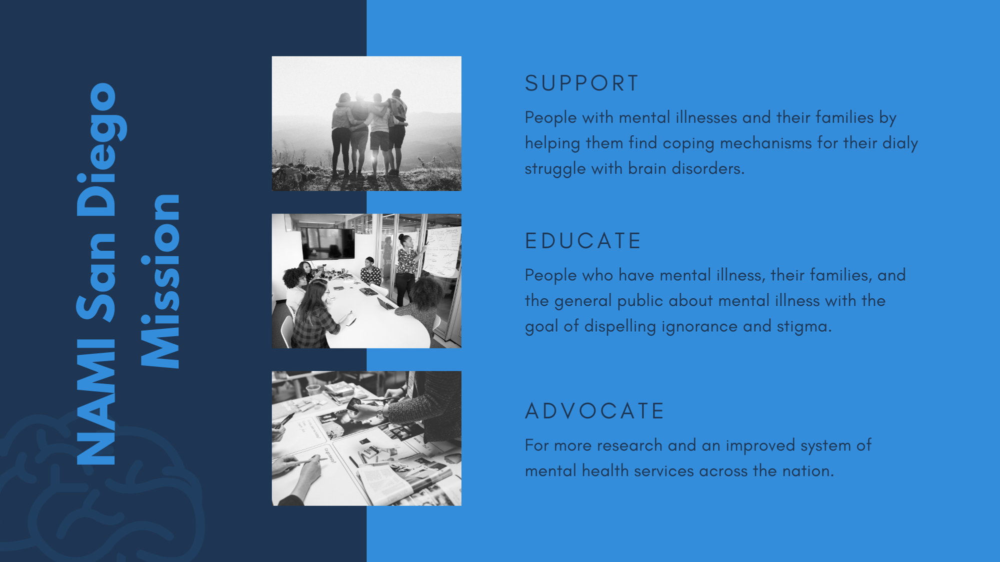 NAMI San Diego
Mission
SUPPORT
People with mental illnesses and their families by
helping them find coping mechanisms for their dialy
struggle with brain disorders.
EDUCATE
People who have mental illness, their families, and
the general public about mental illness with the
goal of dispelling ignorance and stigma.
ADVOCATE
For more research and an improved system of
mental health services across the nation.